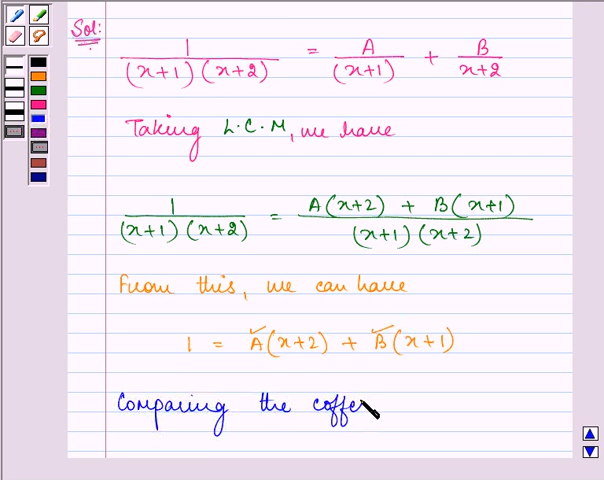 Sol:
1/((x+1)(x+2)) = A/(x+1) + B/(x+2)
Taking L.C.M, we have
1/((x+1)(x+2)) = (A(x+2) + B(x+1))/((x+1)(x+2))
From this, we can have
1 = A(x+2) + B(x+1)
Comparing the coffe